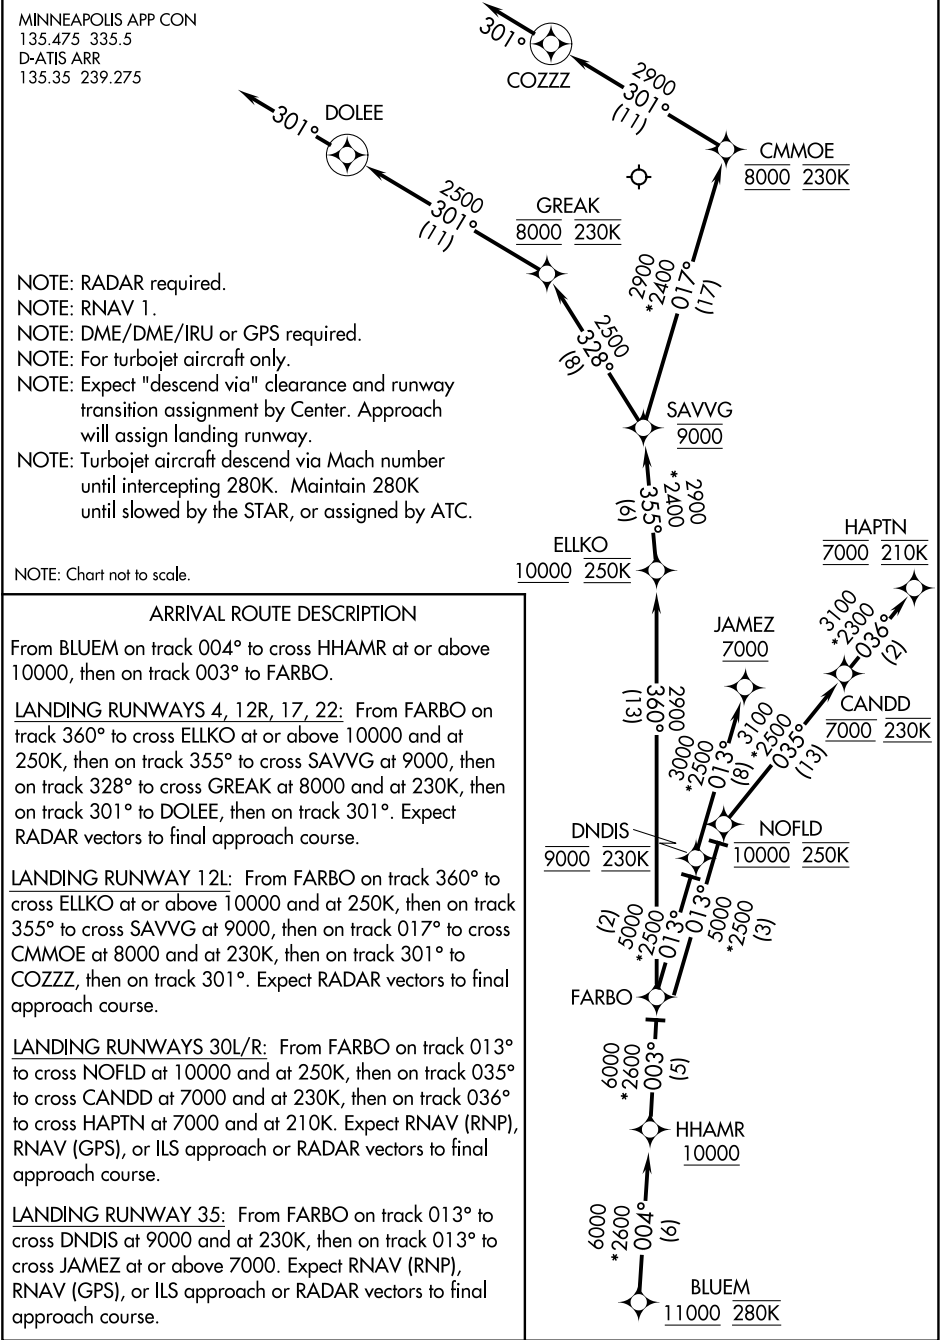 MINNEAPOLIS APP CON
135.475 335.5
D-ATIS ARR
135.35 239.275
301°
COZZZ
2900
301°
(11)
DOLEE
301°
CMMOE
8000 230K
2500
301°
(11)
GREAK
8000 230K
2900
*2400
017°
(17)
NOTE: RADAR required.
NOTE: RNAV 1.
NOTE: DME/DME/IRU or GPS required.
NOTE: For turbojet aircraft only.
NOTE: Expect "descend via" clearance and runway
transition assignment by Center. Approach
will assign landing runway.
NOTE: Turbojet aircraft descend via Mach number
until intercepting 280K. Maintain 280K
until slowed by the STAR, or assigned by ATC.
2500
328°
(8)
SAVVG
9000
2900
*2400
355°
(6)
ELLKO
10000 250K
HAPTN
7000 210K
NOTE: Chart not to scale.
3100
*2300
036°
(2)
JAMEZ
7000
CANDD
7000 230K
2900
360°
(13)
3000
*2500
013°
(8)
3100
*2500
035°
(13)
DNDIS
9000 230K
NOFLD
10000 250K
(2)
5000
*2500
013°
013°
5000
*2500
(3)
FARBO
6000
*2600
003°
(5)
HHAMR
10000
6000
*2600
004°
(6)
BLUEM
11000 280K
ARRIVAL ROUTE DESCRIPTION
From BLUEM on track 004° to cross HHAMR at or above
10000, then on track 003° to FARBO.
LANDING RUNWAYS 4, 12R, 17, 22: From FARBO on
track 360° to cross ELLKO at or above 10000 and at
250K, then on track 355° to cross SAVVG at 9000, then
on track 328° to cross GREAK at 8000 and at 230K, then
on track 301° to DOLEE, then on track 301°. Expect
RADAR vectors to final approach course.
LANDING RUNWAY 12L: From FARBO on track 360° to
cross ELLKO at or above 10000 and at 250K, then on track
355° to cross SAVVG at 9000, then on track 017° to cross
CMMOE at 8000 and at 230K, then on track 301° to
COZZZ, then on track 301°. Expect RADAR vectors to final
approach course.
LANDING RUNWAYS 30L/R: From FARBO on track 013°
to cross NOFLD at 10000 and at 250K, then on track 035°
to cross CANDD at 7000 and at 230K, then on track 036°
to cross HAPTN at 7000 and at 210K. Expect RNAV (RNP),
RNAV (GPS), or ILS approach or RADAR vectors to final
approach course.
LANDING RUNWAY 35: From FARBO on track 013° to
cross DNDIS at 9000 and at 230K, then on track 013° to
cross JAMEZ at or above 7000. Expect RNAV (RNP),
RNAV (GPS), or ILS approach or RADAR vectors to final
approach course.